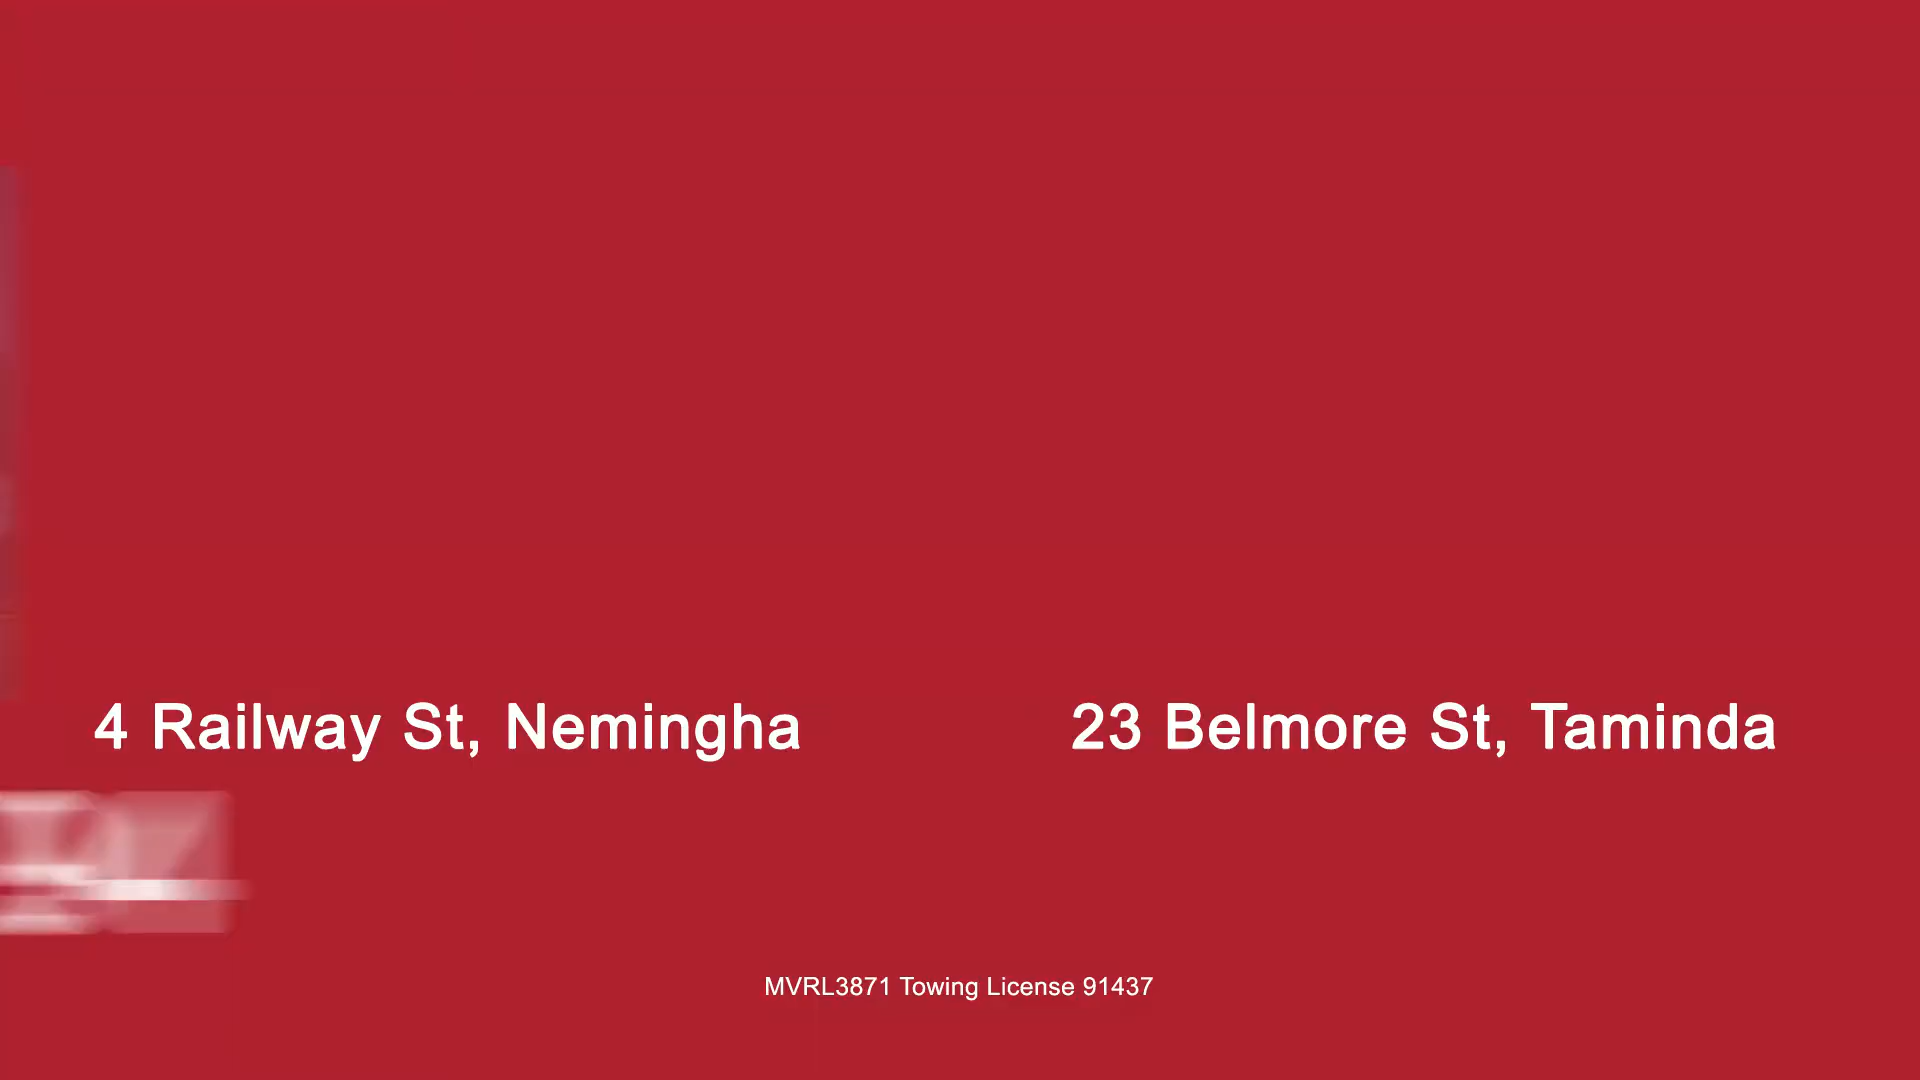 4 Railway St, Nemingha
23 Belmore St, Taminda
MVRL3871 Towing License 91437